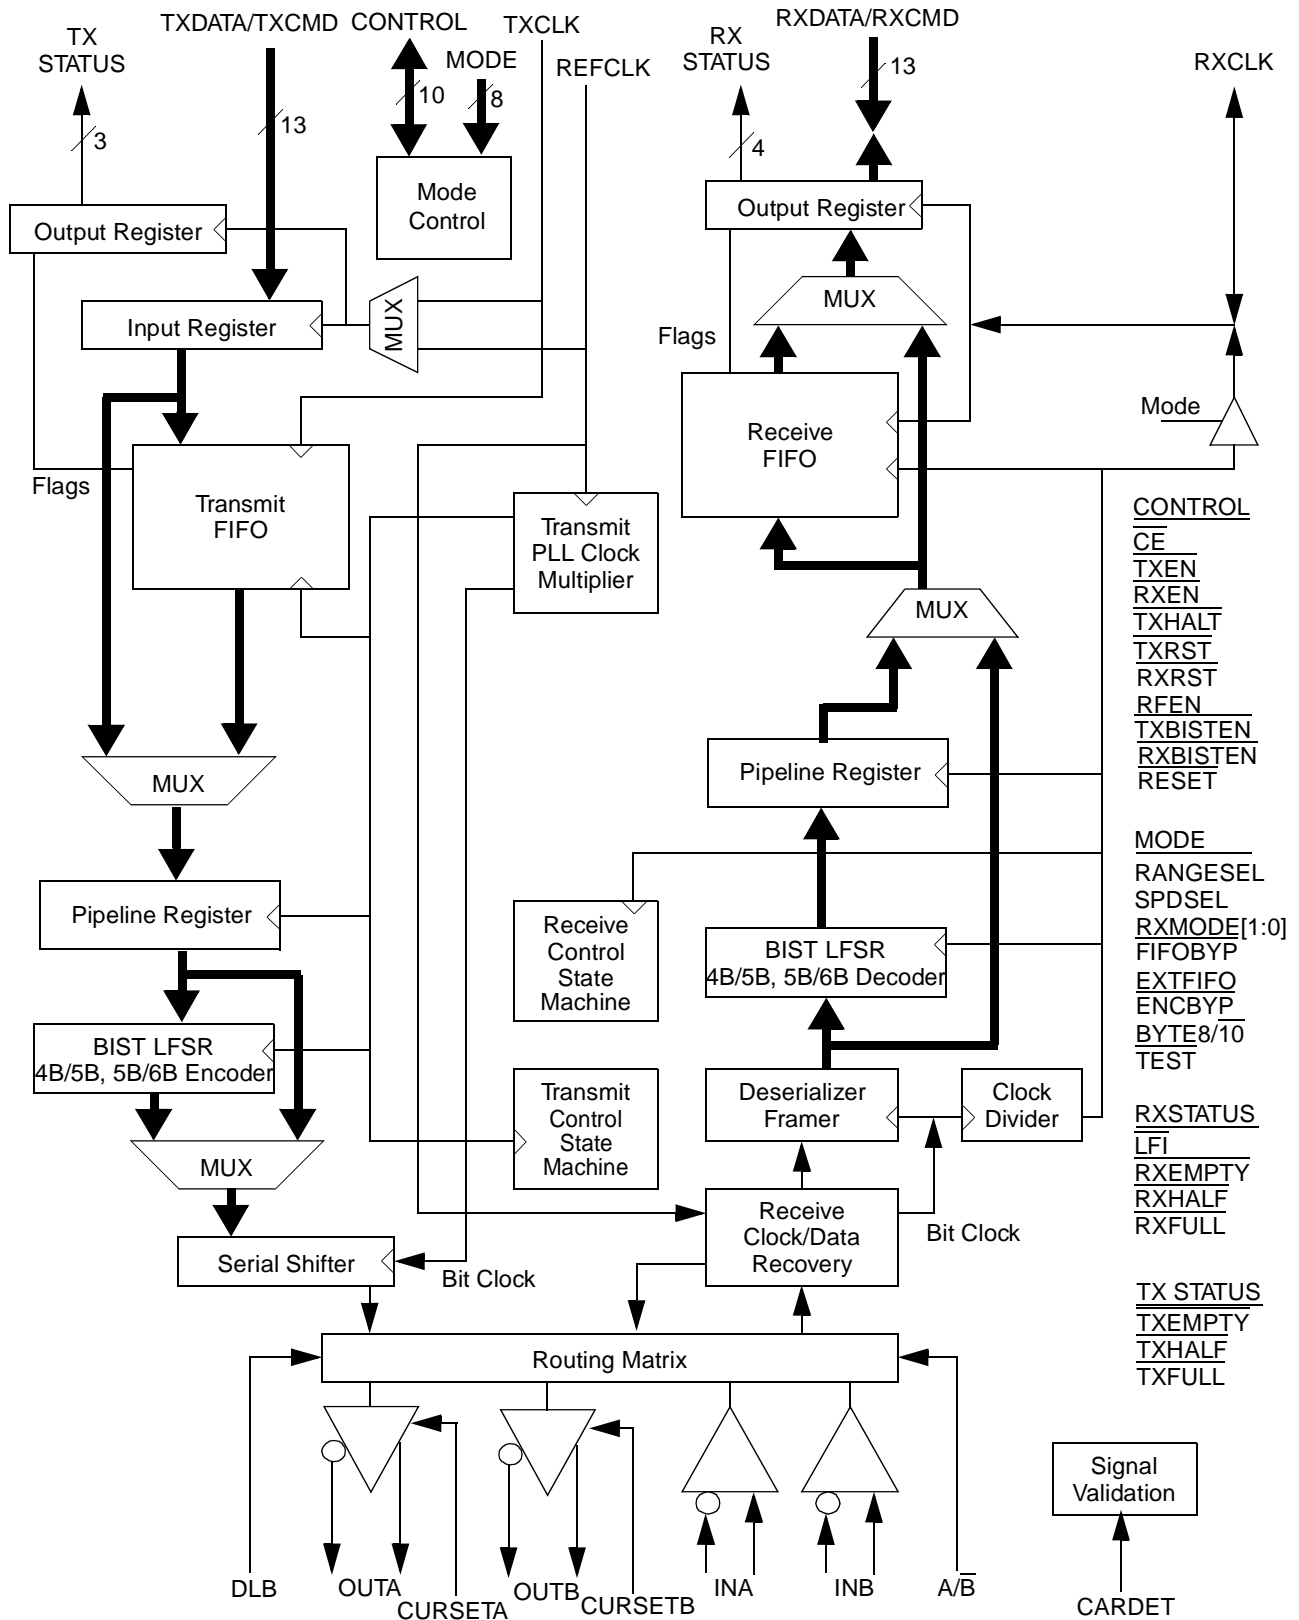 TX
STATUS
TXDATA/TXCMD
CONTROL
TXCLK
MODE
REFCLK
RX
STATUS
RXDATA/RXCMD
RXCLK
3
13
10
8
4
13
Mode
Control
Output Register
Output Register
Input Register
MUX
MUX
Flags
Mode
Receive
FIFO
Flags
Transmit
FIFO
Transmit
PLL Clock
Multiplier
MUX
MUX
Pipeline Register
Pipeline Register
Receive
Control
State
Machine
BIST LFSR
4B/5B, 5B/6B Decoder
BIST LFSR
4B/5B, 5B/6B Encoder
Transmit
Control
State
Machine
Deserializer
Framer
Clock
Divider
MUX
Receive
Clock/Data
Recovery
Bit Clock
Serial Shifter
Bit Clock
Routing Matrix
DLB
OUTA
CURSETA
OUTB
CURSETB
INA
INB
A/B̅
Signal
Validation
CARDET
CONTROL
CE
TXEN
RXEN
TXHALT
TXRST
RXRST
RFEN
TXBISTEN
RXBISTEN
RESET
MODE
RANGESEL
SPDSEL
RXMODE[1:0]
FIFOBYP
EXTFIFO
ENCBYP
BYTE8/10
TEST
RXSTATUS
LFI
RXEMPTY
RXHALF
RXFULL
TX STATUS
TXEMPTY
TXHALF
TXFULL